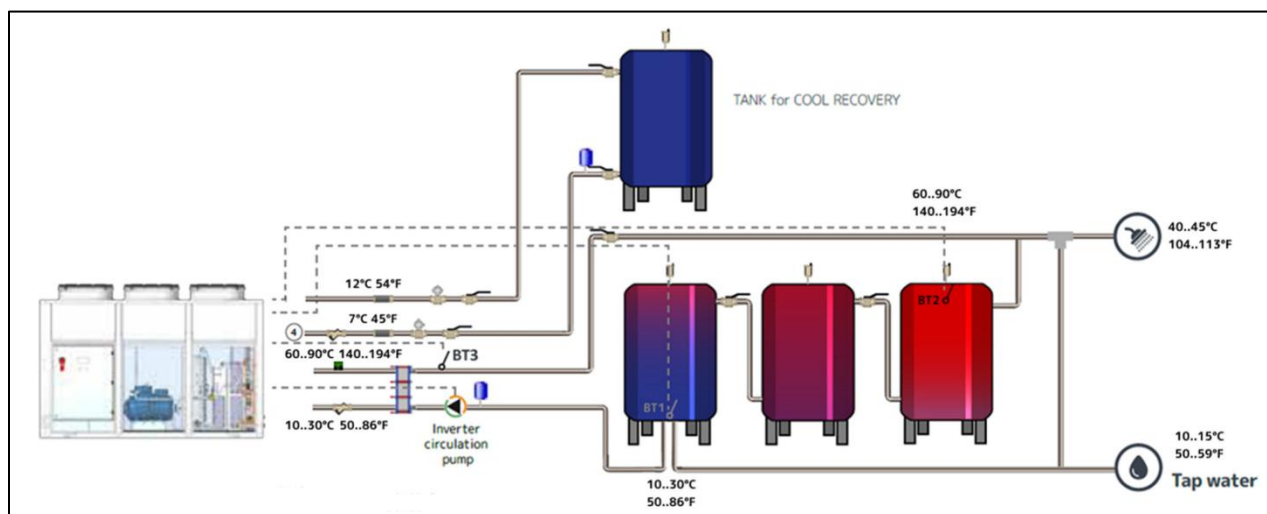 TANK for COOL RECOVERY
60..90°C
140..194°F
40..45°C
104..113°F
12°C 54°F
BT2
7°C 45°F
4
60..90°C 140..194°F
BT3
BT1
10..30°C 50..86°F
Inverter
circulation
pump
10..15°C
50..59°F
Tap water
10..30°C
50..86°F